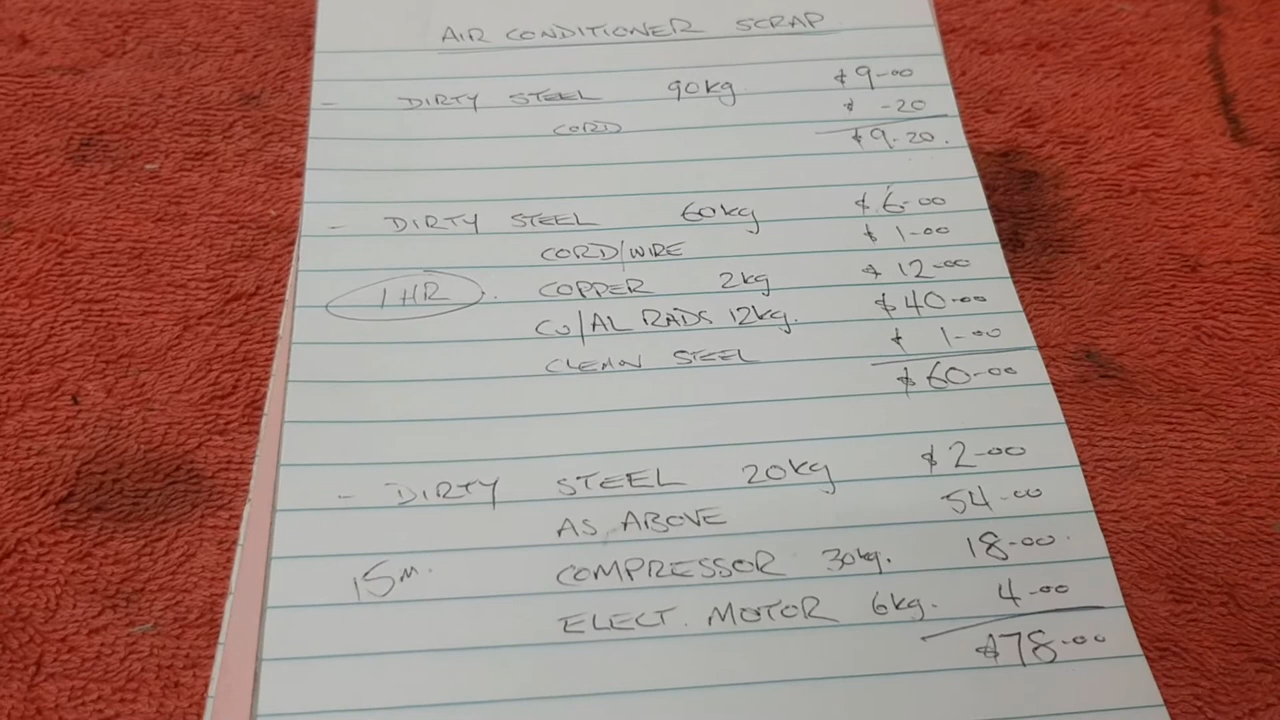 AIR CONDITIONER SCRAP
- DIRTY STEEL 90kg $9-00
CORD $ -20
$9-20.
- DIRTY STEEL 60kg $6-00
CORD/WIRE $1-00
1 HR . COPPER 2kg $12-00
CU/AL RADS 12kg. $40-00
CLEAN STEEL $1-00
$60-00
- DIRTY STEEL 20kg $2-00
AS ABOVE 54-00
15m. COMPRESSOR 30kg. 18-00
ELECT. MOTOR 6kg. 4-00
$78-00